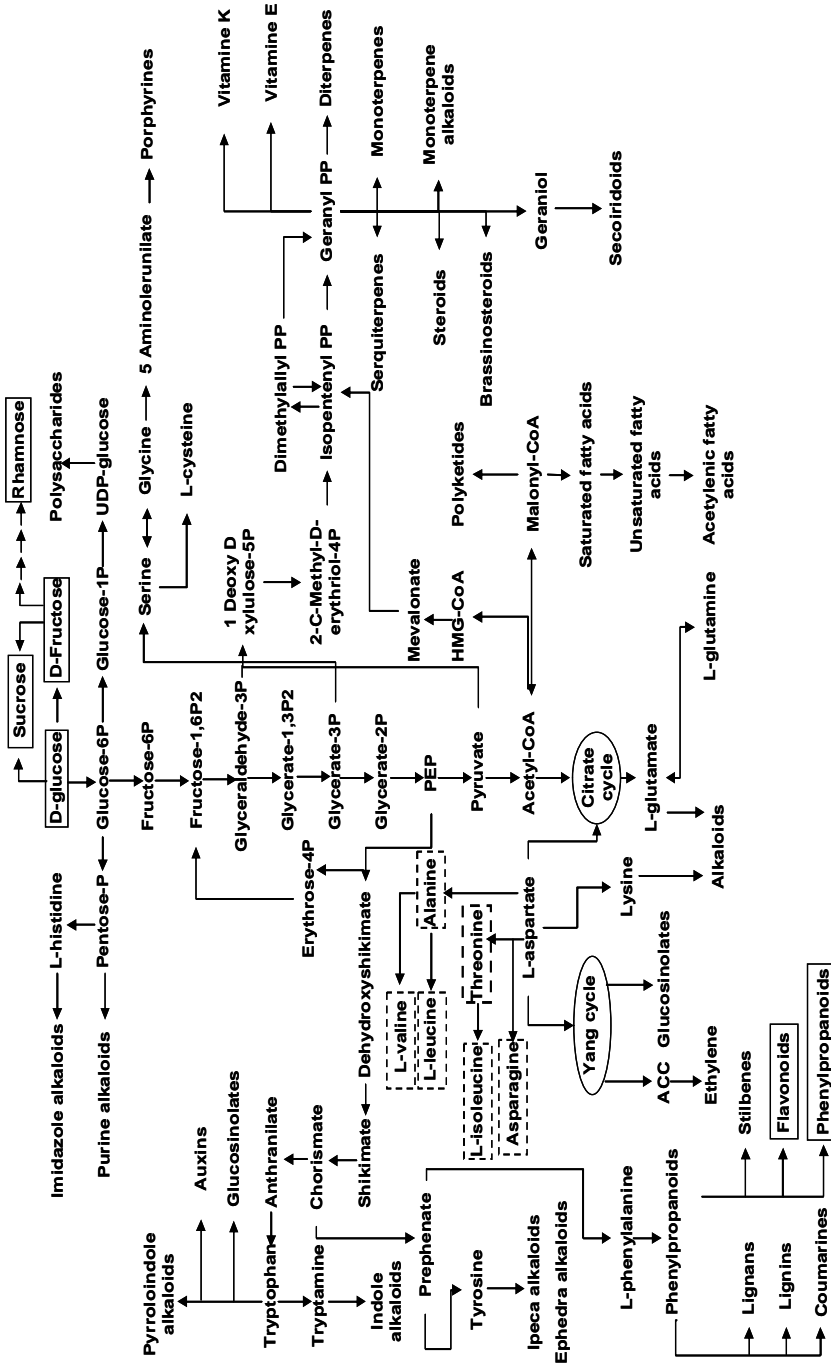 Sucrose
Rhamnose
Imidazole alkaloids
L-histidine
D-glucose
D-Fructose
Polysaccharides
Purine alkaloids
Pentose-P
Glucose-6P
Glucose-1P
UDP-glucose
Pyrroloindole
alkaloids
Fructose-6P
Serine
Glycine
5 Aminolerunilate
Porphyrines
Auxins
Fructose-1,6P2
L-cysteine
Vitamine K
Glucosinolates
Glyceraldehyde-3P
1 Deoxy D
xylulose-5P
Tryptophan
Anthranilate
Glycerate-1,3P2
Dimethylallyl PP
Vitamine E
Erythrose-4P
Tryptamine
Chorismate
Glycerate-3P
2-C-Methyl-D-
erythriol-4P
Isopentenyl PP
Geranyl PP
Diterpenes
Shikimate
Dehydroxyshikimate
Glycerate-2P
Indole
alkaloids
Serquiterpenes
Monoterpenes
L-valine
Prephenate
L-leucine
Alanine
PEP
Mevalonate
Steroids
Monoterpene
alkaloids
HMG-CoA
Polyketides
Tyrosine
L-isoleucine
Threonine
Pyruvate
Brassinosteroids
Asparagine
L-aspartate
Acetyl-CoA
Malonyl-CoA
Geraniol
Ipeca alkaloids
Ephedra alkaloids
Yang cycle
Citrate
cycle
Saturated fatty acids
Secoiridoids
L-phenylalanine
Lysine
L-glutamate
Unsaturated fatty
acids
Phenylpropanoids
ACC
Glucosinolates
Ethylene
Alkaloids
L-glutamine
Acetylenic fatty
acids
Lignans
Stilbenes
Lignins
Flavonoids
Coumarines
Phenylpropanoids